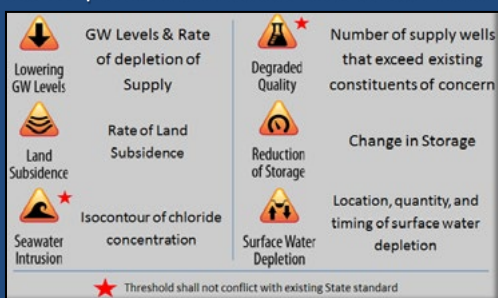 Lowering
GW Levels
GW Levels & Rate
of depletion of
Supply
Degraded
Quality
Number of supply wells
that exceed existing
constituents of concern
Land
Subsidence
Rate of Land
Subsidence
Reduction
of Storage
Change in Storage
Seawater
Intrusion
Isocontour of chloride
concentration
Surface Water
Depletion
Location, quantity, and
timing of surface water
depletion
Threshold shall not conflict with existing State standard